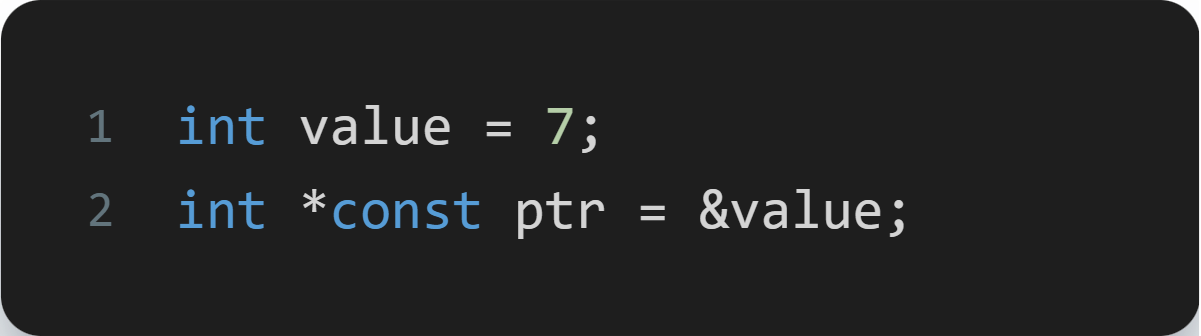 1 int value = 7;
2 int *const ptr = &value;